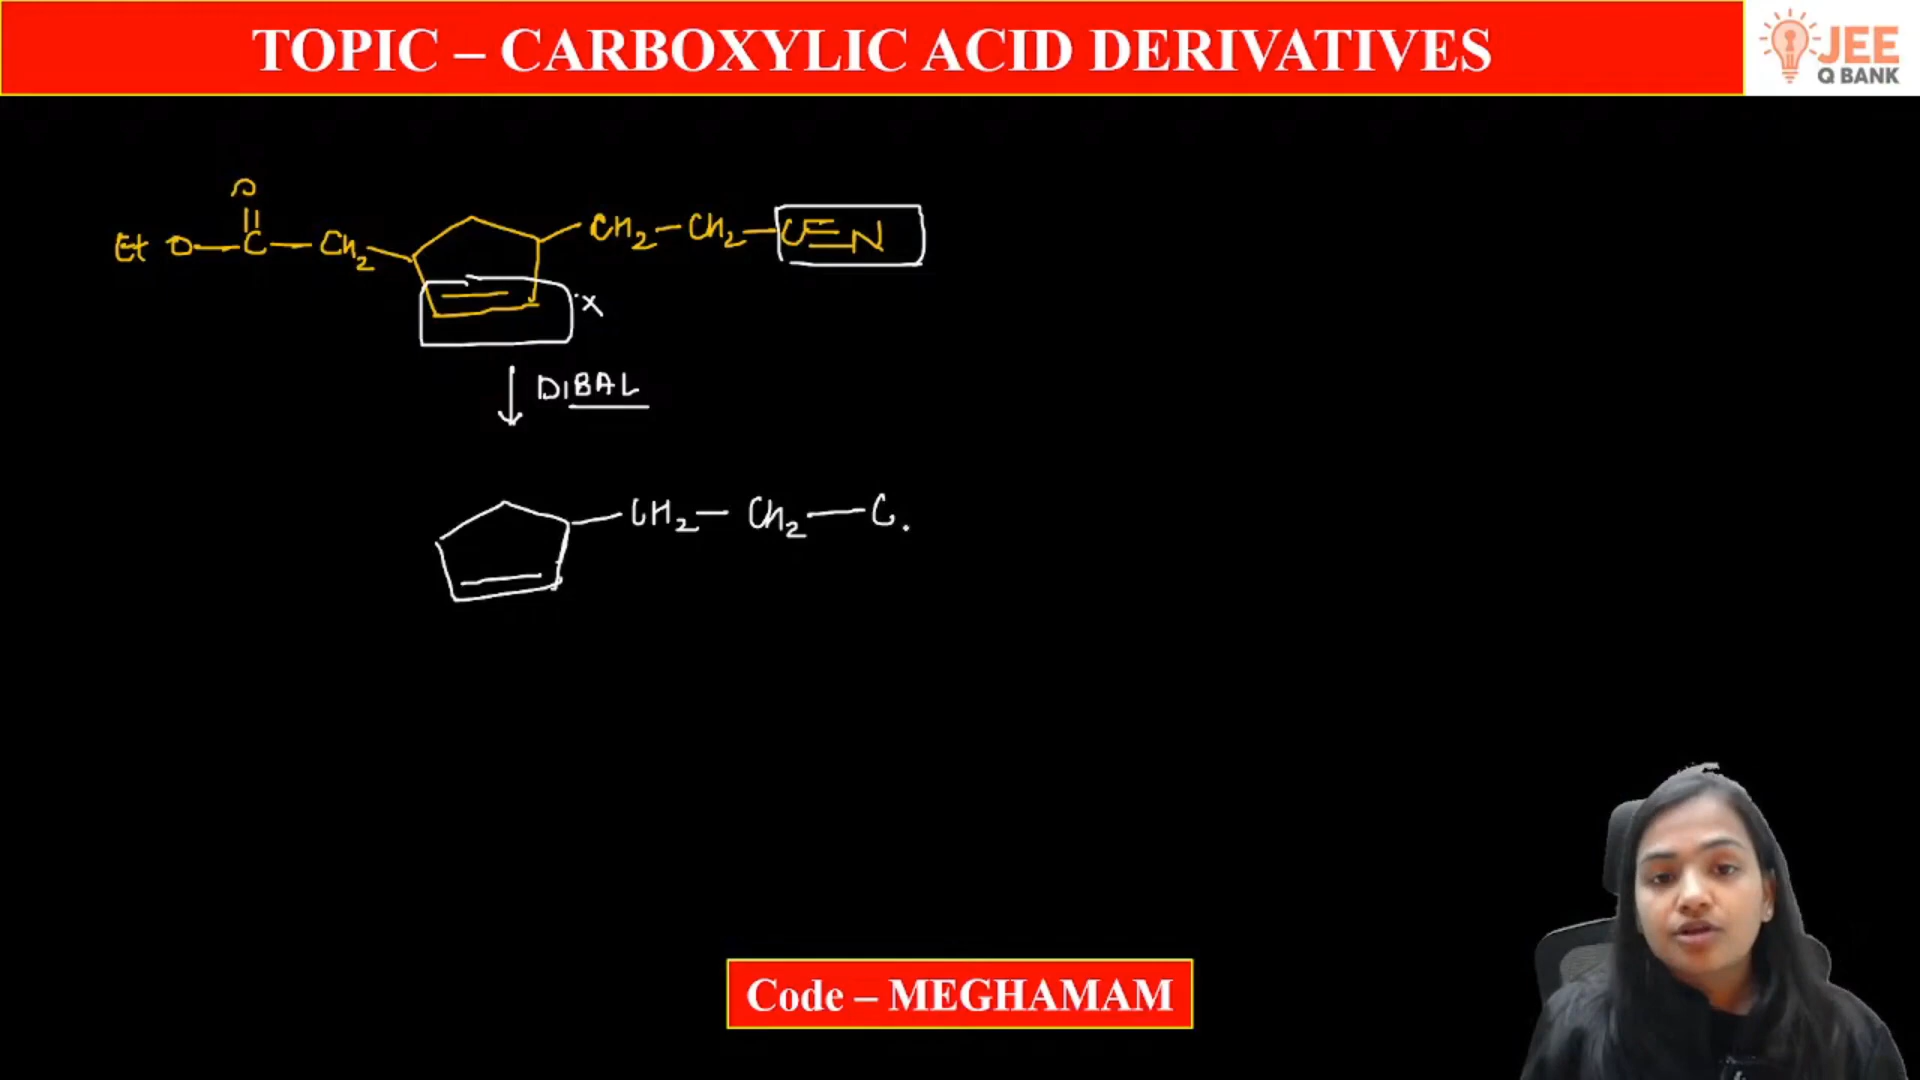 TOPIC – CARBOXYLIC ACID DERIVATIVES
JEE
Q BANK
O
Et O—C—CH2 CH2—CH2—C≡N
x
DIBAL
CH2—CH2—C.
Code – MEGHAMAM